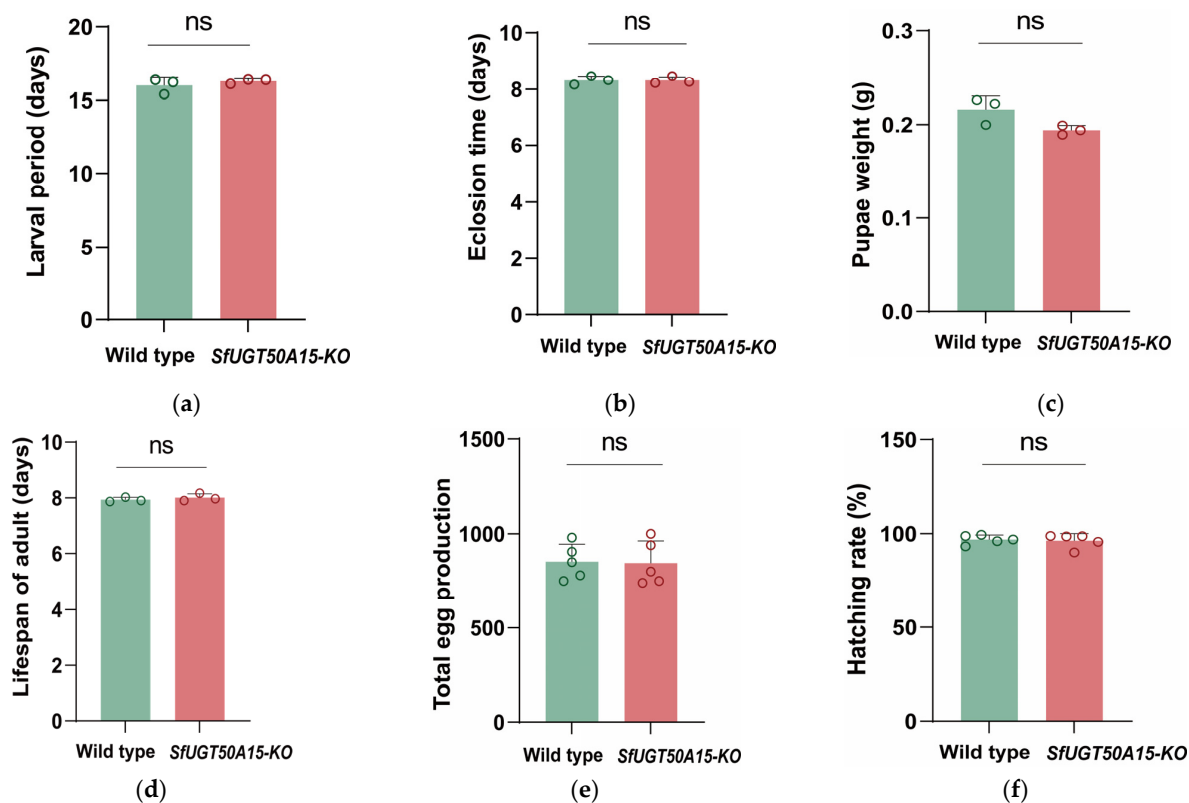 ns
Larval period (days)
20
15
10
5
0
Wild type SfUGT50A15-KO
(a)
ns
Eclosion time (days)
10
8
6
4
2
0
Wild type SfUGT50A15-KO
(b)
ns
Pupae weight (g)
0.3
0.2
0.1
0.0
Wild type SfUGT50A15-KO
(c)
ns
Lifespan of adult (days)
10
8
6
4
2
0
Wild type SfUGT50A15-KO
(d)
ns
Total egg production
1500
1000
500
0
Wild type SfUGT50A15-KO
(e)
ns
Hatching rate (%)
150
100
50
0
Wild type SfUGT50A15-KO
(f)